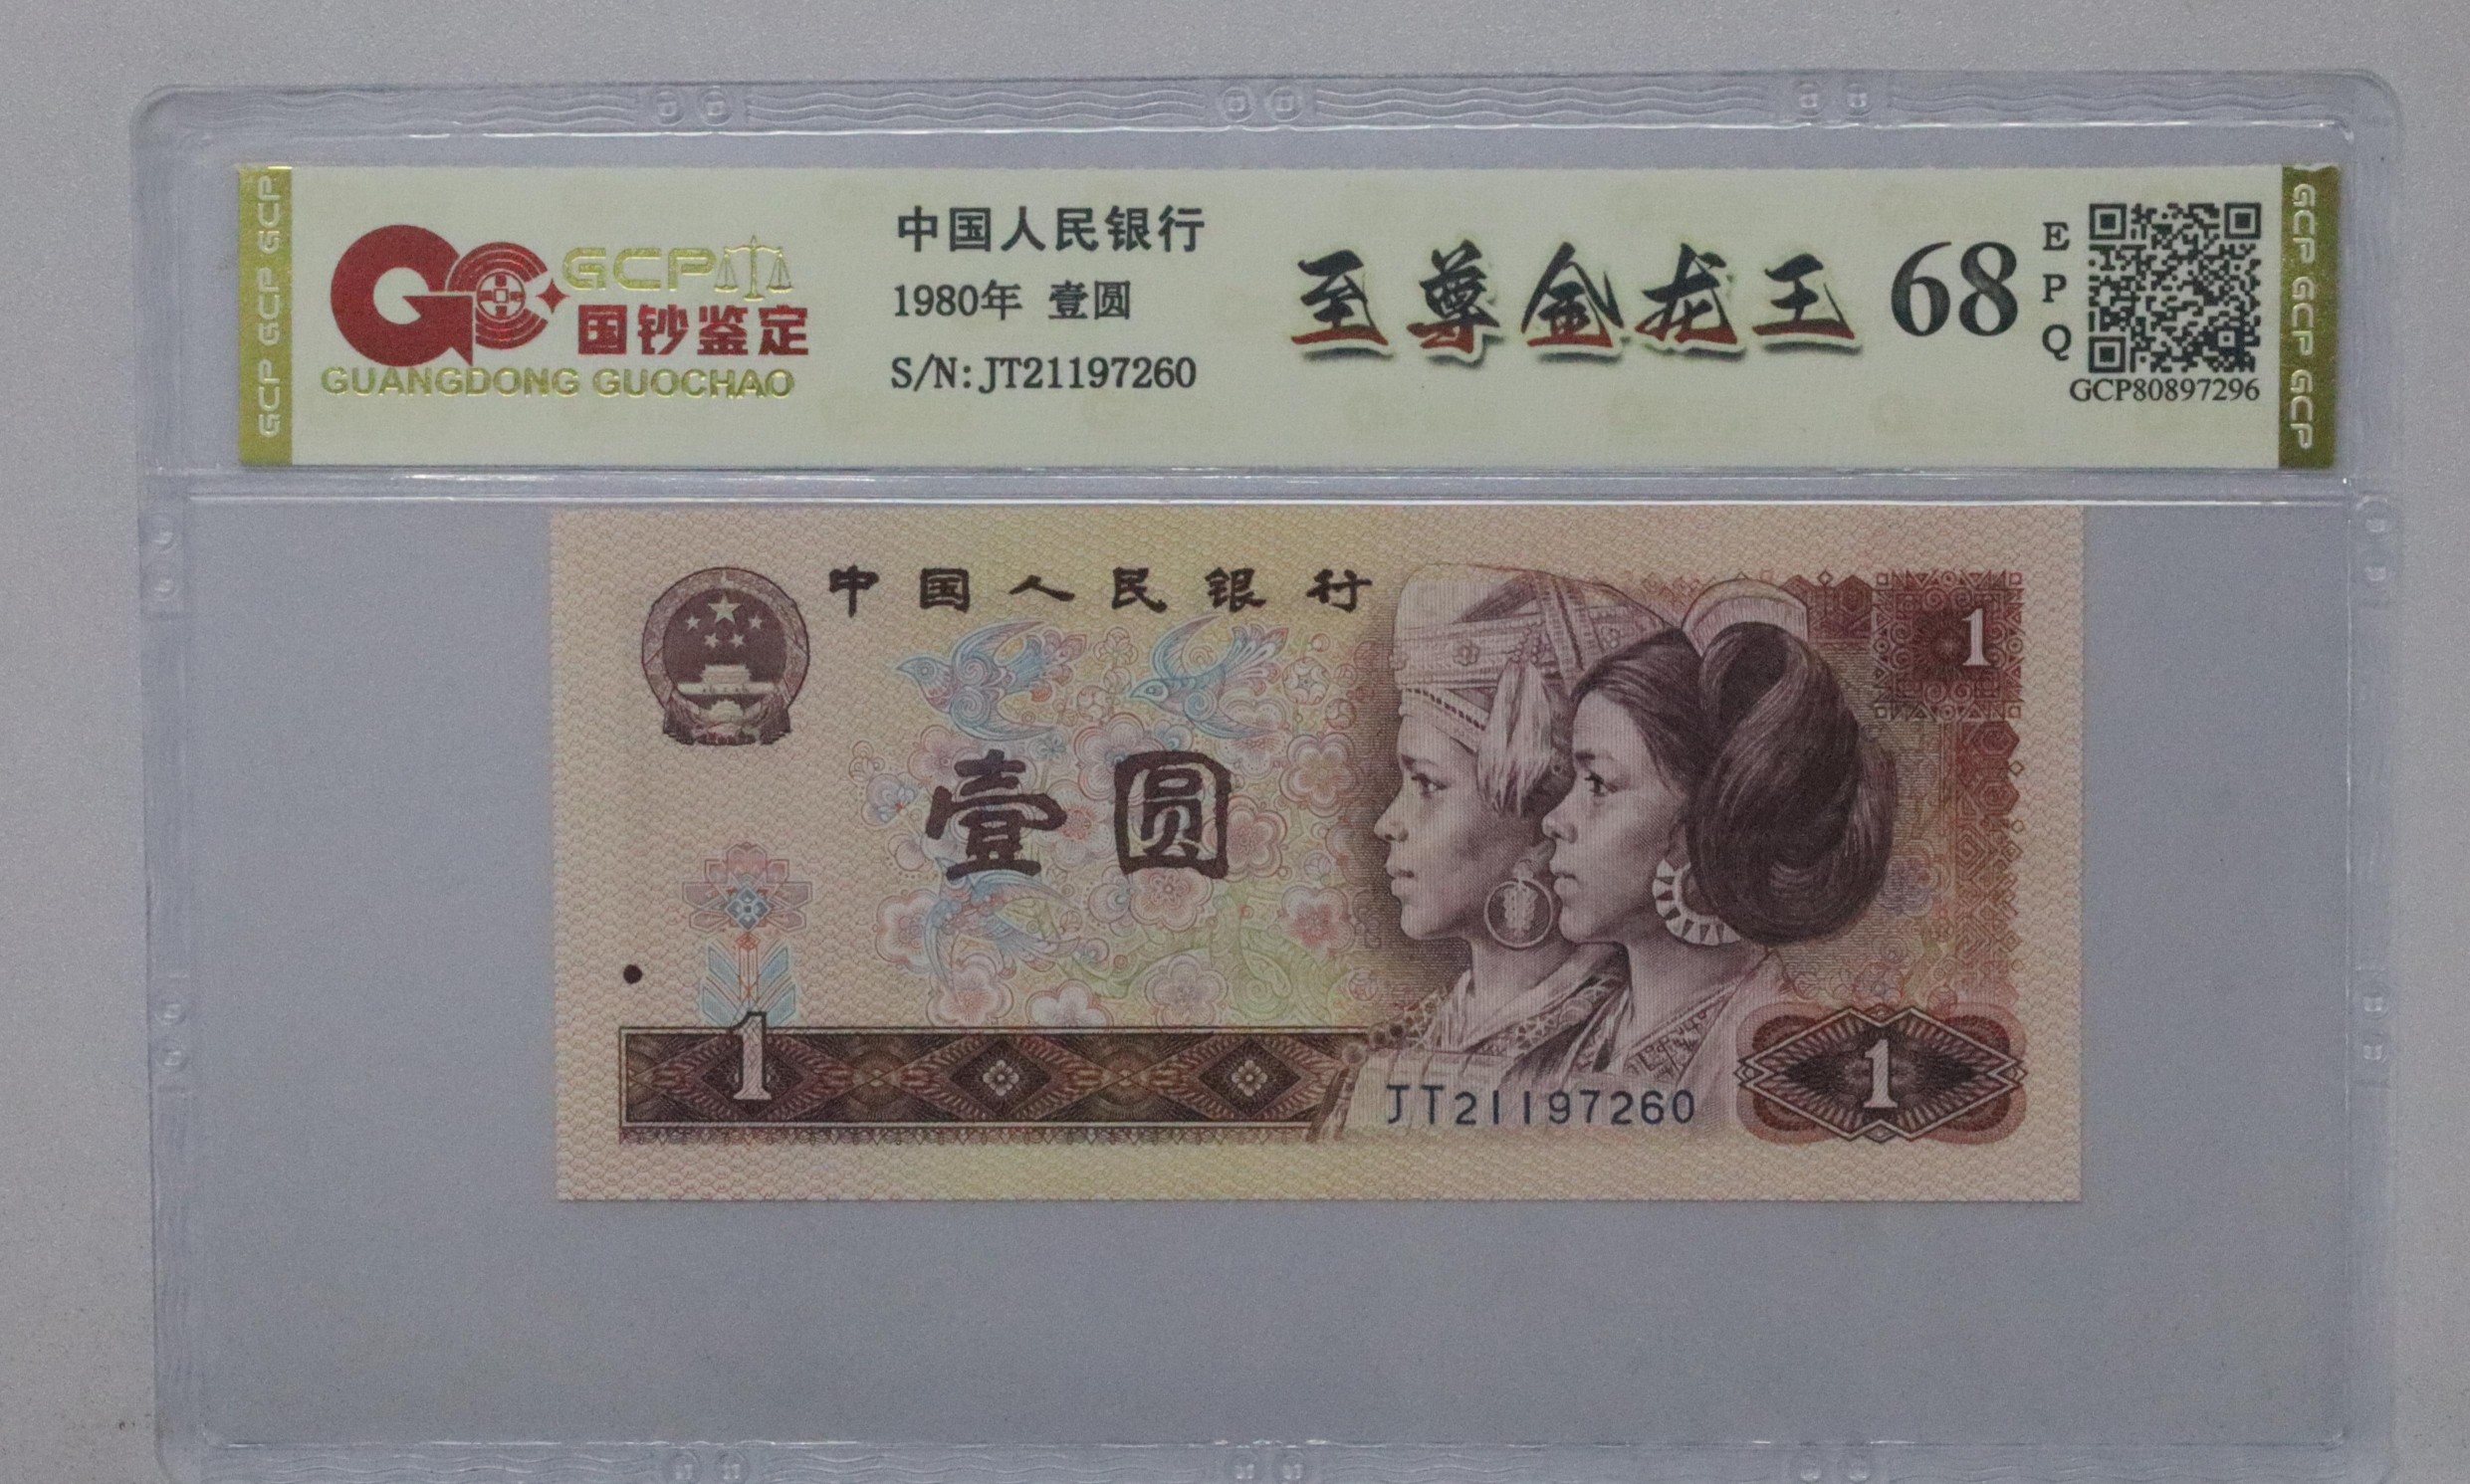 GCP GCP GCP
GCP
国钞鉴定
GUANGDONG GUOCHAO
中国人民银行
1980年 壹圆
S/N: JT21197260
至尊金龙王
68
EPQ
GCP80897296
GCP GCP GCP
中国人民银行
1
壹圆
1
JT21197260
1